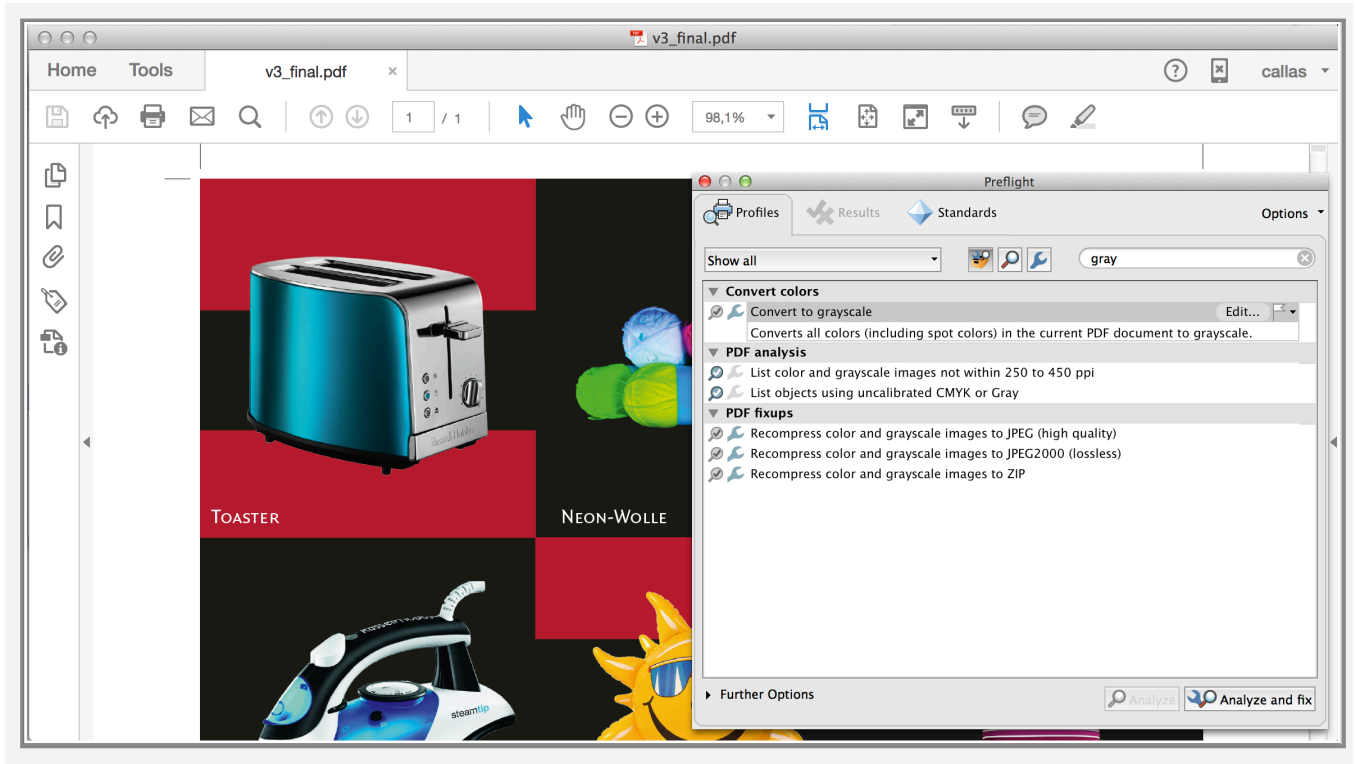 v3_final.pdf
Home Tools v3_final.pdf × callas
1 / 1 98,1%
Preflight
Profiles Results Standards Options
Show all gray
Convert colors
Convert to grayscale Edit...
Converts all colors (including spot colors) in the current PDF document to grayscale.
PDF analysis
List color and grayscale images not within 250 to 450 ppi
List objects using uncalibrated CMYK or Gray
PDF fixups
Recompress color and grayscale images to JPEG (high quality)
Recompress color and grayscale images to JPEG2000 (lossless)
Recompress color and grayscale images to ZIP
Further Options Analyze Analyze and fix
Russell Hobbs
Toaster Neon-Wolle
steamtip